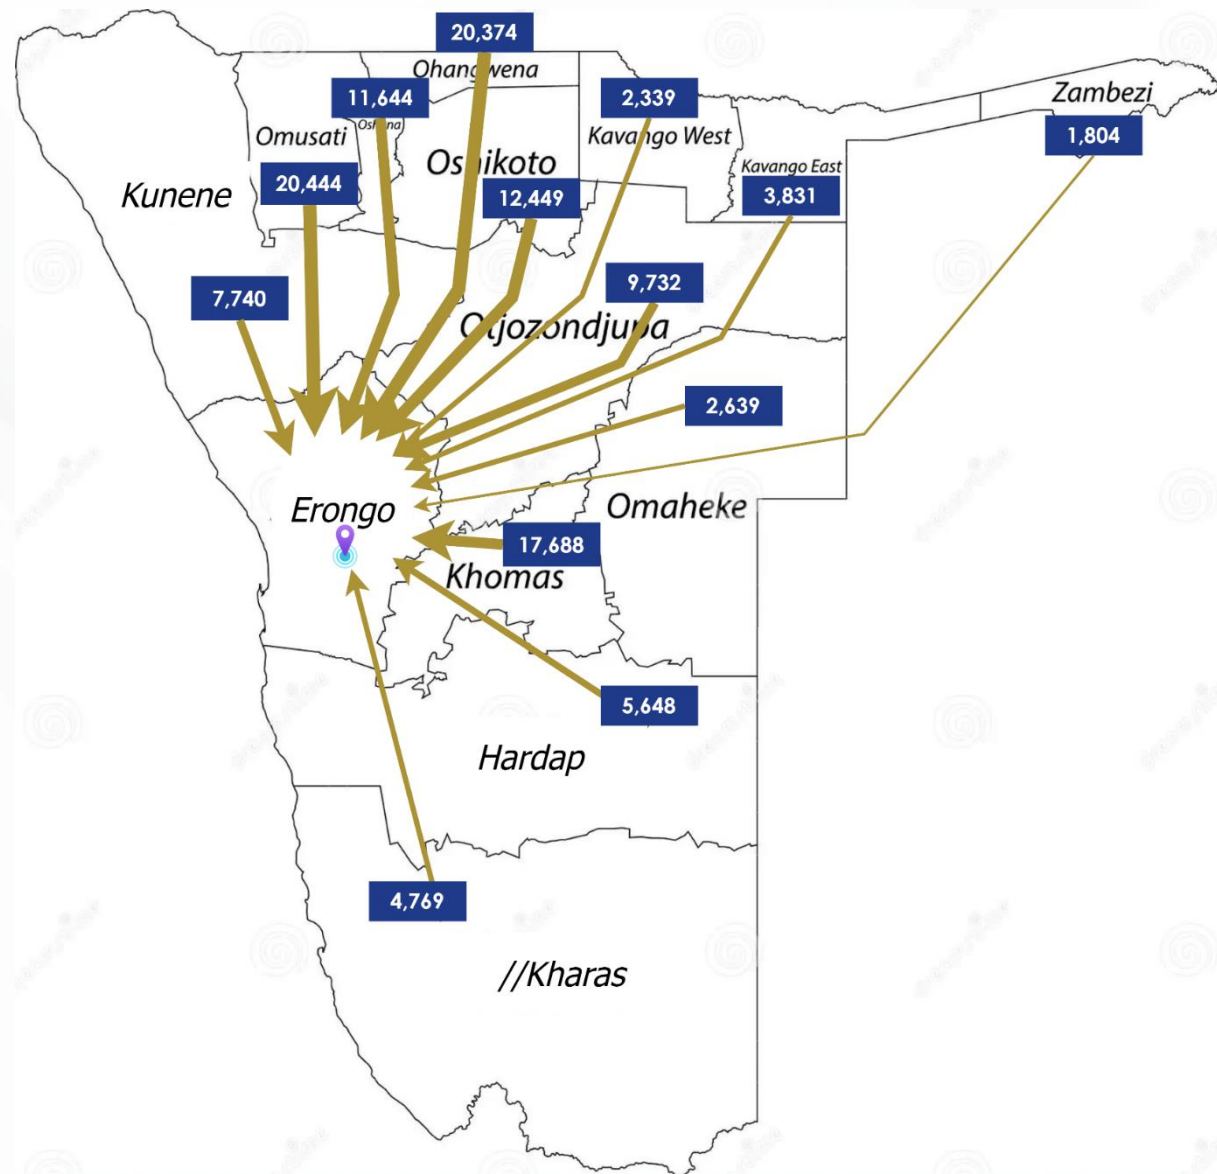 20,374
Ohangwena
Zambezi
11,644
2,339
1,804
Omusati
Oshana
Kavango West
Oshikoto
Kavango East
Kunene
20,444
12,449
3,831
7,740
9,732
Otjozondjupa
2,639
Erongo
Omaheke
17,688
Khomas
5,648
Hardap
4,769
//Kharas